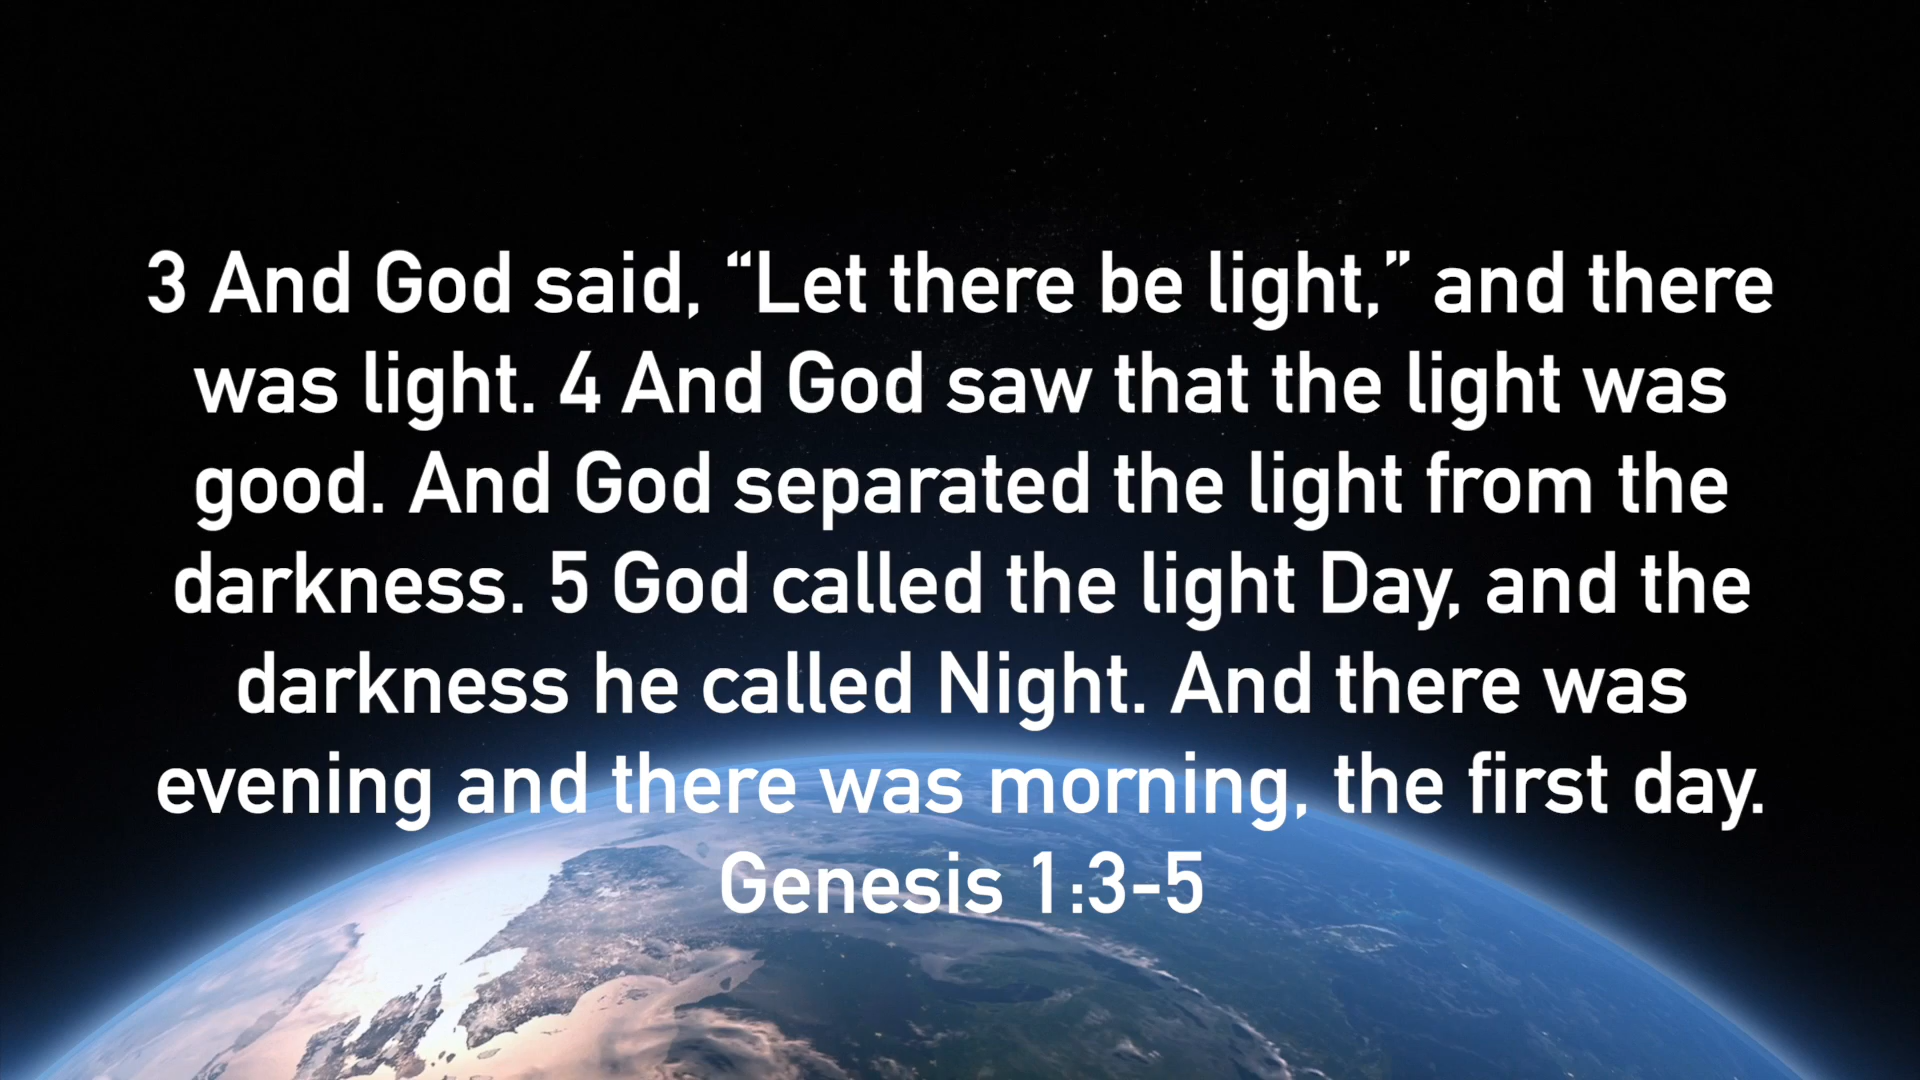 3 And God said, “Let there be light,” and there
was light. 4 And God saw that the light was
good. And God separated the light from the
darkness. 5 God called the light Day, and the
darkness he called Night. And there was
evening and there was morning, the first day.
Genesis 1:3-5